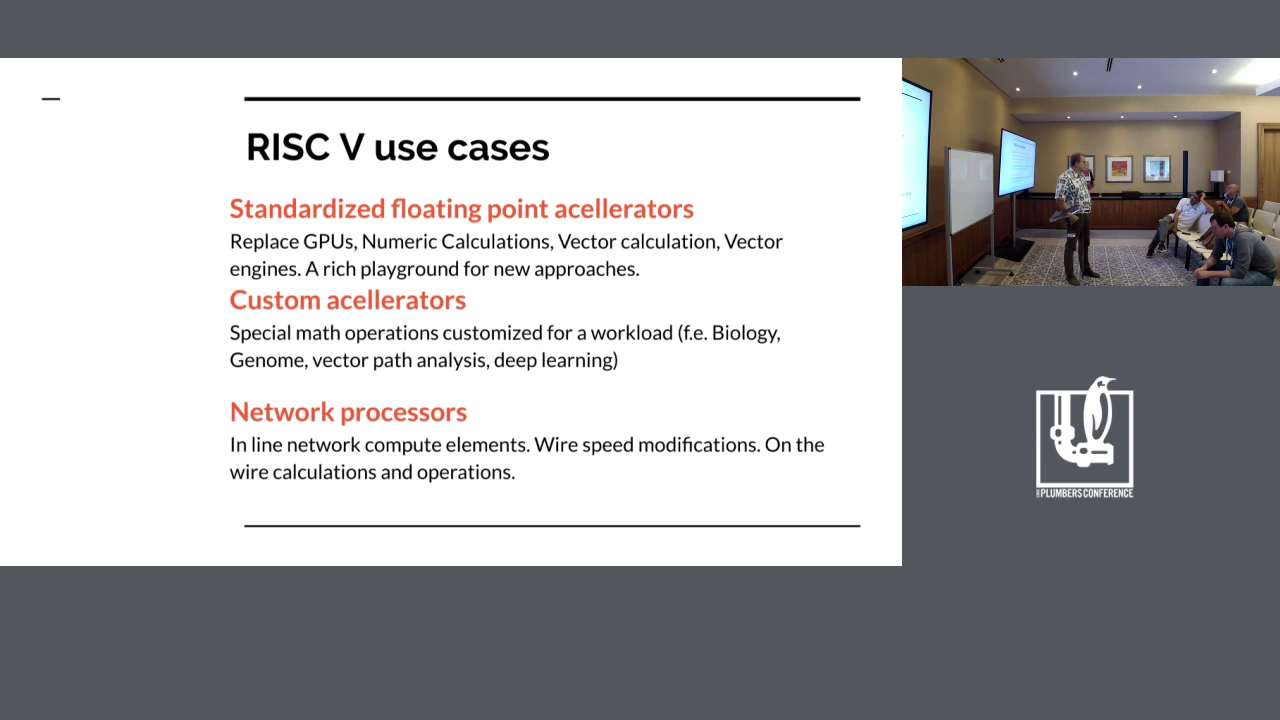 RISC V use cases
Standardized floating point acellerators
Replace GPUs, Numeric Calculations, Vector calculation, Vector
engines. A rich playground for new approaches.
Custom acellerators
Special math operations customized for a workload (f.e. Biology,
Genome, vector path analysis, deep learning)
Network processors
In line network compute elements. Wire speed modifications. On the
wire calculations and operations.
PLUMBERS CONFERENCE